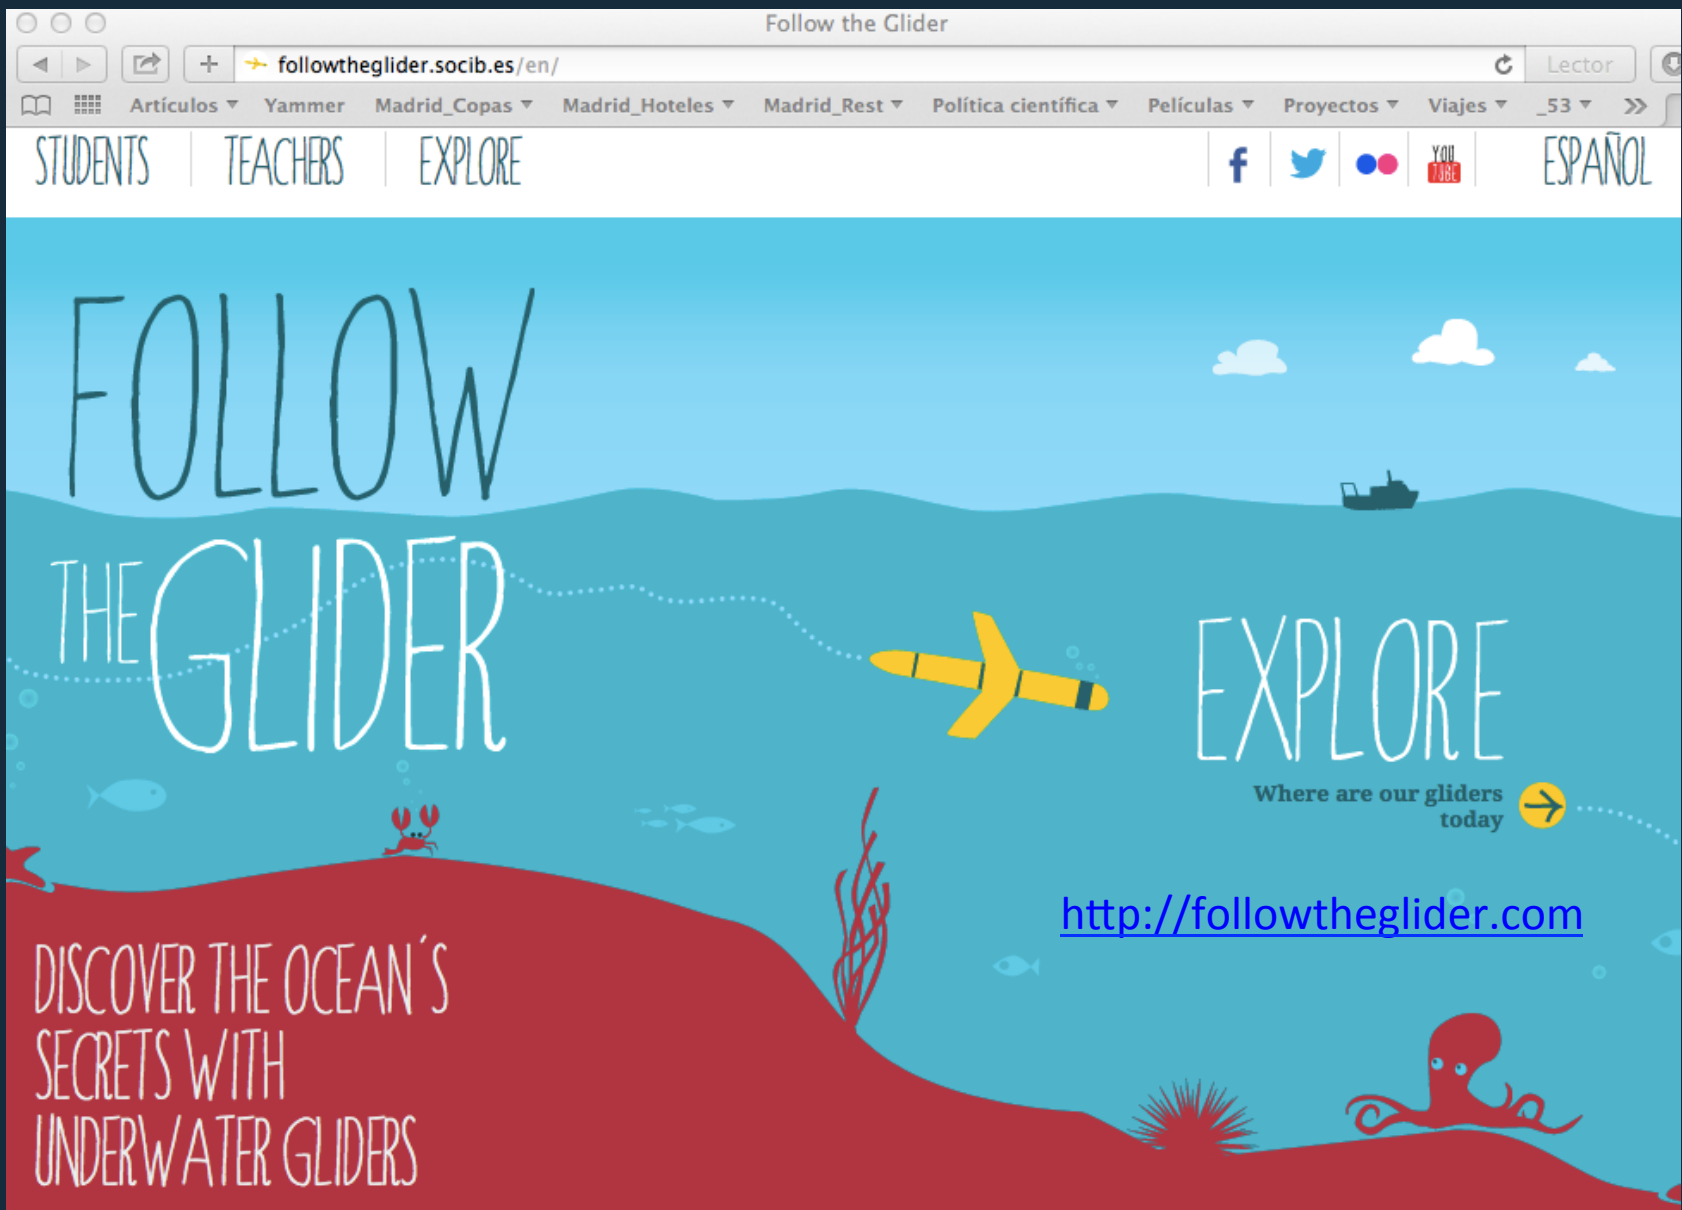 Follow the Glider
followtheglider.socib.es/en/
Lector
Artículos Yammer Madrid_Copas Madrid_Hoteles Madrid_Rest Política científica Películas Proyectos Viajes _53
STUDENTS TEACHERS EXPLORE f YOU TUBE ESPAÑOL
FOLLOW
THE GLIDER
EXPLORE
Where are our gliders
today
http://followtheglider.com
DISCOVER THE OCEAN´S
SECRETS WITH
UNDERWATER GLIDERS